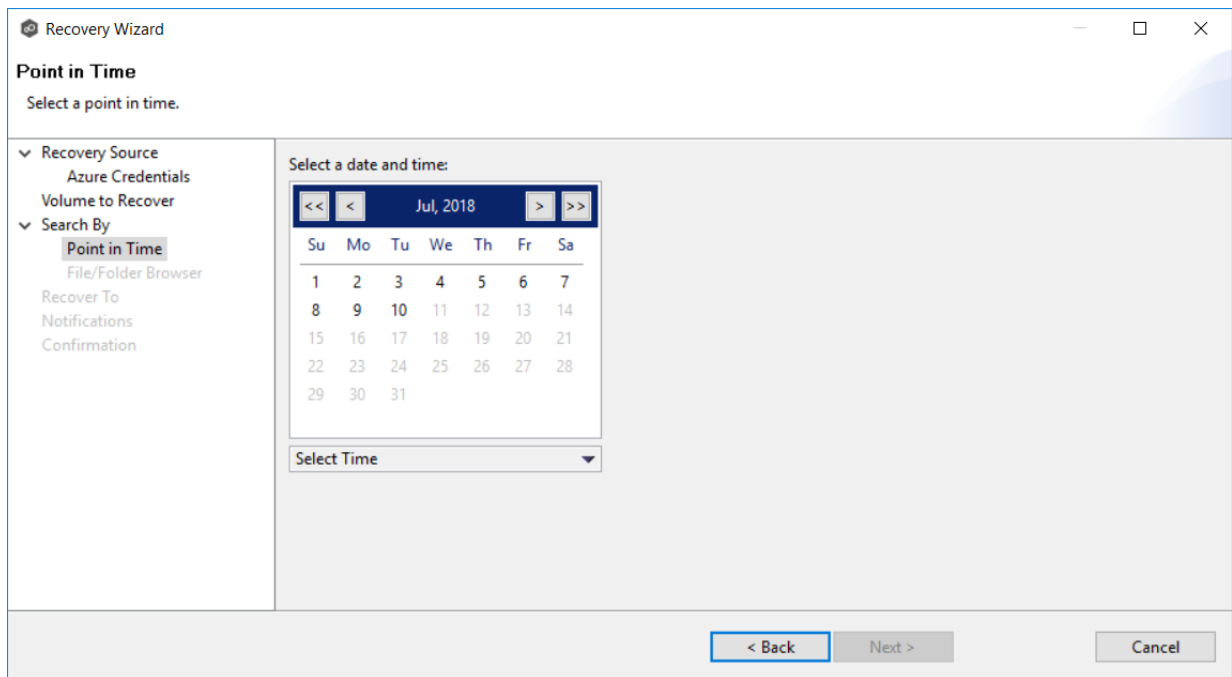 Recovery Wizard
Point in Time
Select a point in time.
Recovery Source
Azure Credentials
Volume to Recover
Search By
Point in Time
File/Folder Browser
Recover To
Notifications
Confirmation
Select a date and time:
<< < Jul, 2018 > >>
Su Mo Tu We Th Fr Sa
1 2 3 4 5 6 7
8 9 10 11 12 13 14
15 16 17 18 19 20 21
22 23 24 25 26 27 28
29 30 31
Select Time
< Back Next > Cancel